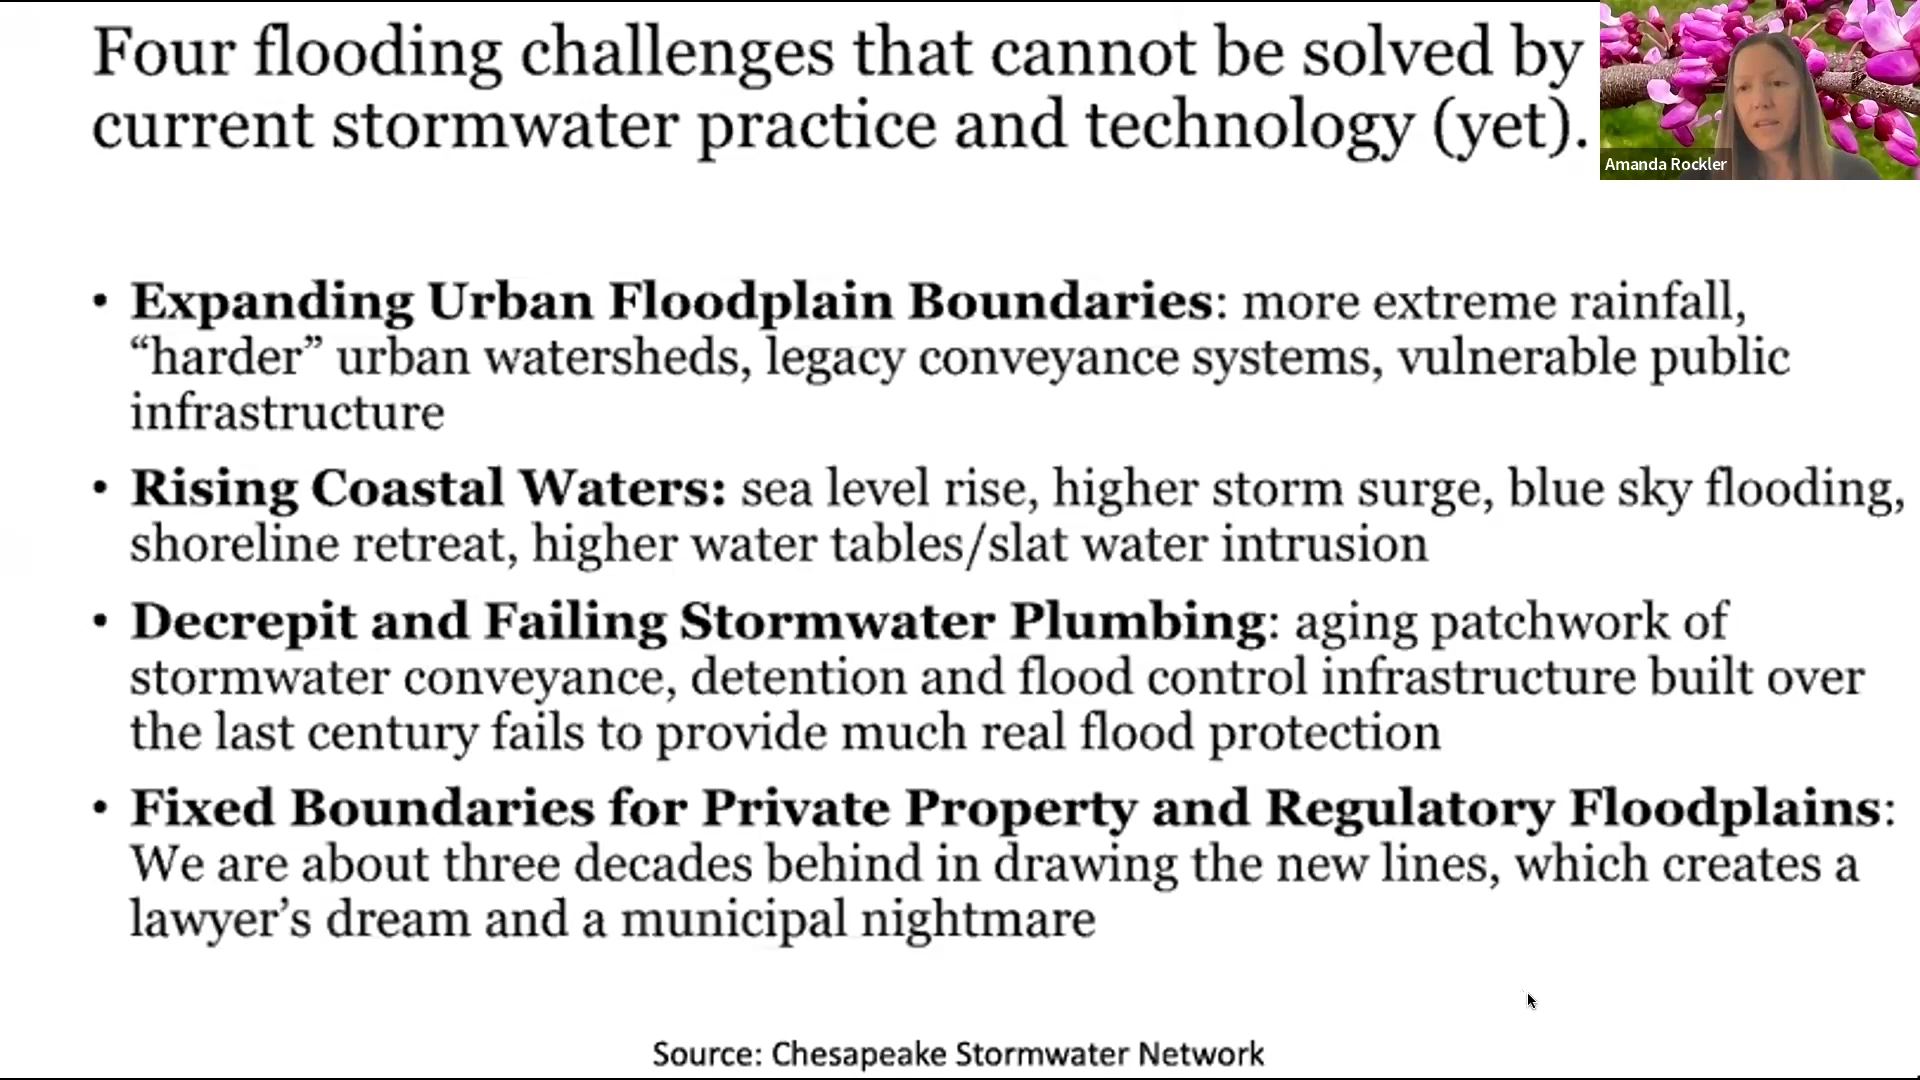 Four flooding challenges that cannot be solved by
current stormwater practice and technology (yet).
Amanda Rockler
• Expanding Urban Floodplain Boundaries: more extreme rainfall,
“harder” urban watersheds, legacy conveyance systems, vulnerable public
infrastructure
• Rising Coastal Waters: sea level rise, higher storm surge, blue sky flooding,
shoreline retreat, higher water tables/slat water intrusion
• Decrepit and Failing Stormwater Plumbing: aging patchwork of
stormwater conveyance, detention and flood control infrastructure built over
the last century fails to provide much real flood protection
• Fixed Boundaries for Private Property and Regulatory Floodplains:
We are about three decades behind in drawing the new lines, which creates a
lawyer’s dream and a municipal nightmare
Source: Chesapeake Stormwater Network